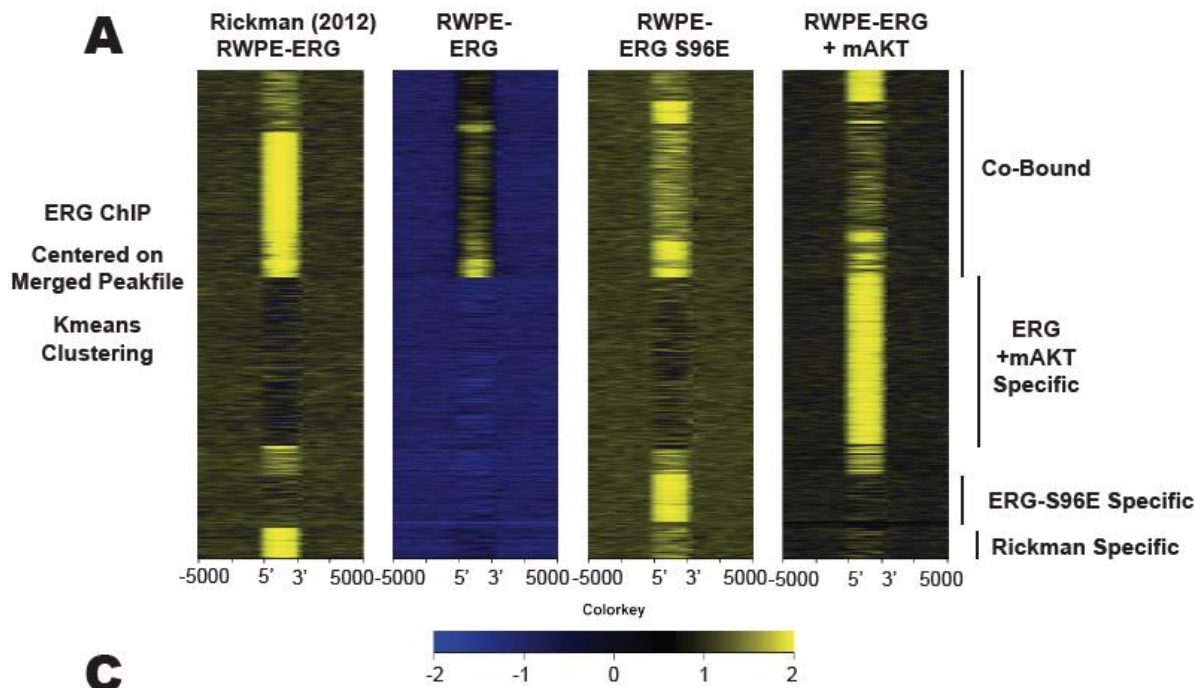 A
Rickman (2012)
RWPE-ERG
RWPE-
ERG
RWPE-
ERG S96E
RWPE-ERG
+ mAKT
ERG ChIP
Centered on
Merged Peakfile
Kmeans
Clustering
Co-Bound
ERG
+mAKT
Specific
ERG-S96E Specific
Rickman Specific
-5000 5' 3' 5000
-5000 5' 3' 5000
-5000 5' 3' 5000
-5000 5' 3' 5000
Colorkey
-2 -1 0 1 2
C